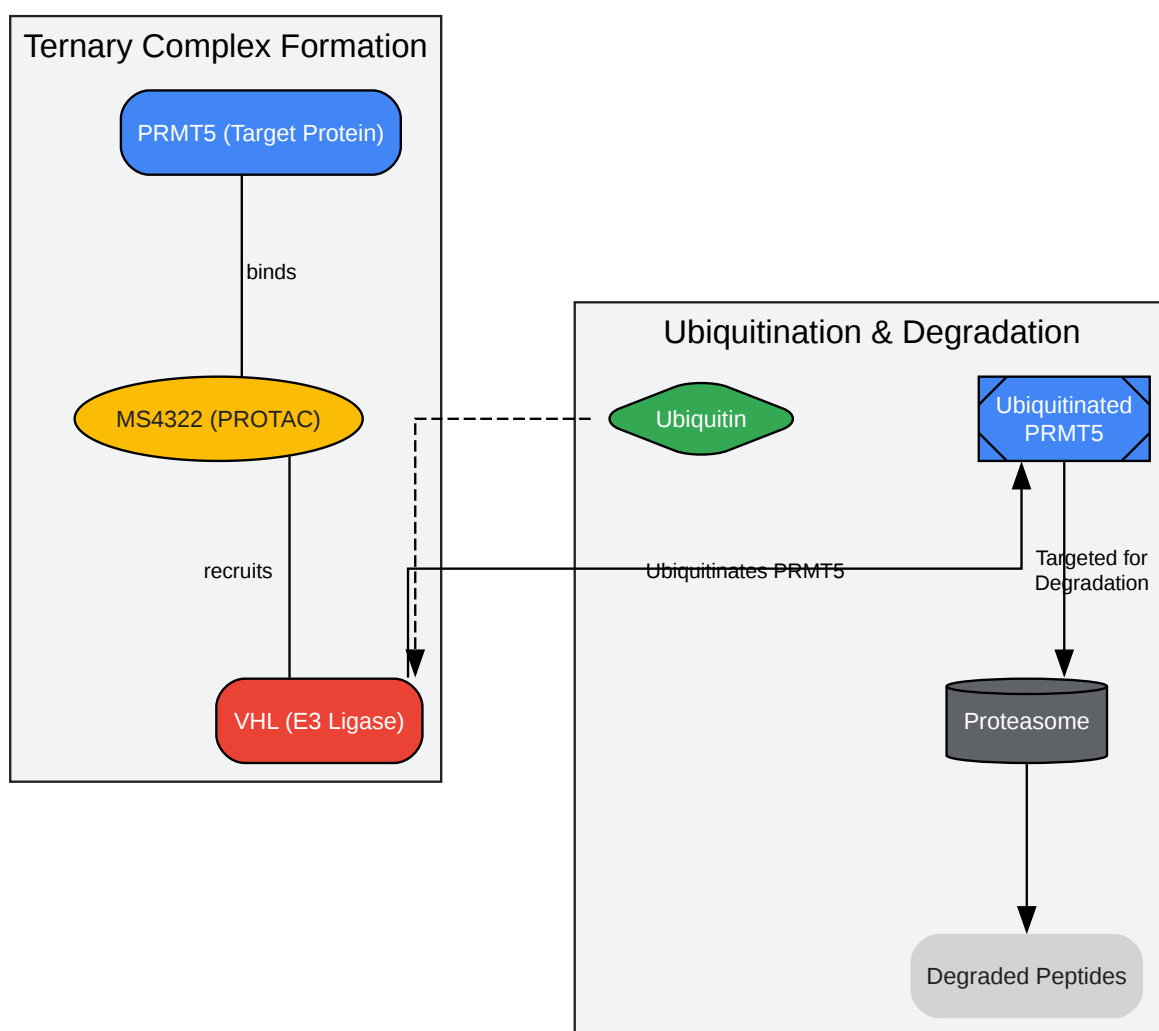 Ternary Complex Formation
PRMT5 (Target Protein)
binds
MS4322 (PROTAC)
recruits
VHL (E3 Ligase)
Ubiquitination & Degradation
Ubiquitin
Ubiquitinated
PRMT5
Ubiquitinates PRMT5
Targeted for
Degradation
Proteasome
Degraded Peptides